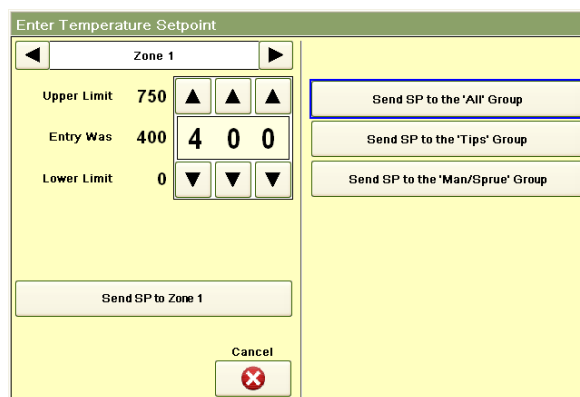 Enter Temperature Setpoint
Zone 1
Upper Limit 750
Entry Was 400
4 0 0
Lower Limit 0
Send SP to Zone 1
Cancel
Send SP to the 'All' Group
Send SP to the 'Tips' Group
Send SP to the 'Man/Sprue' Group